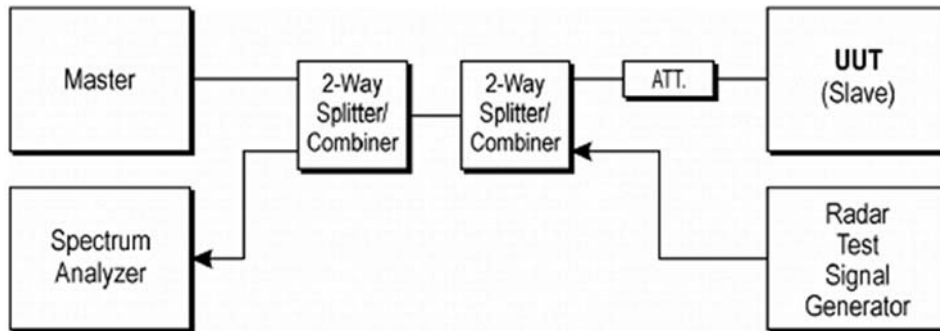 Master
2-Way
Splitter/
Combiner
2-Way
Splitter/
Combiner
ATT.
UUT
(Slave)
Spectrum
Analyzer
Radar
Test
Signal
Generator